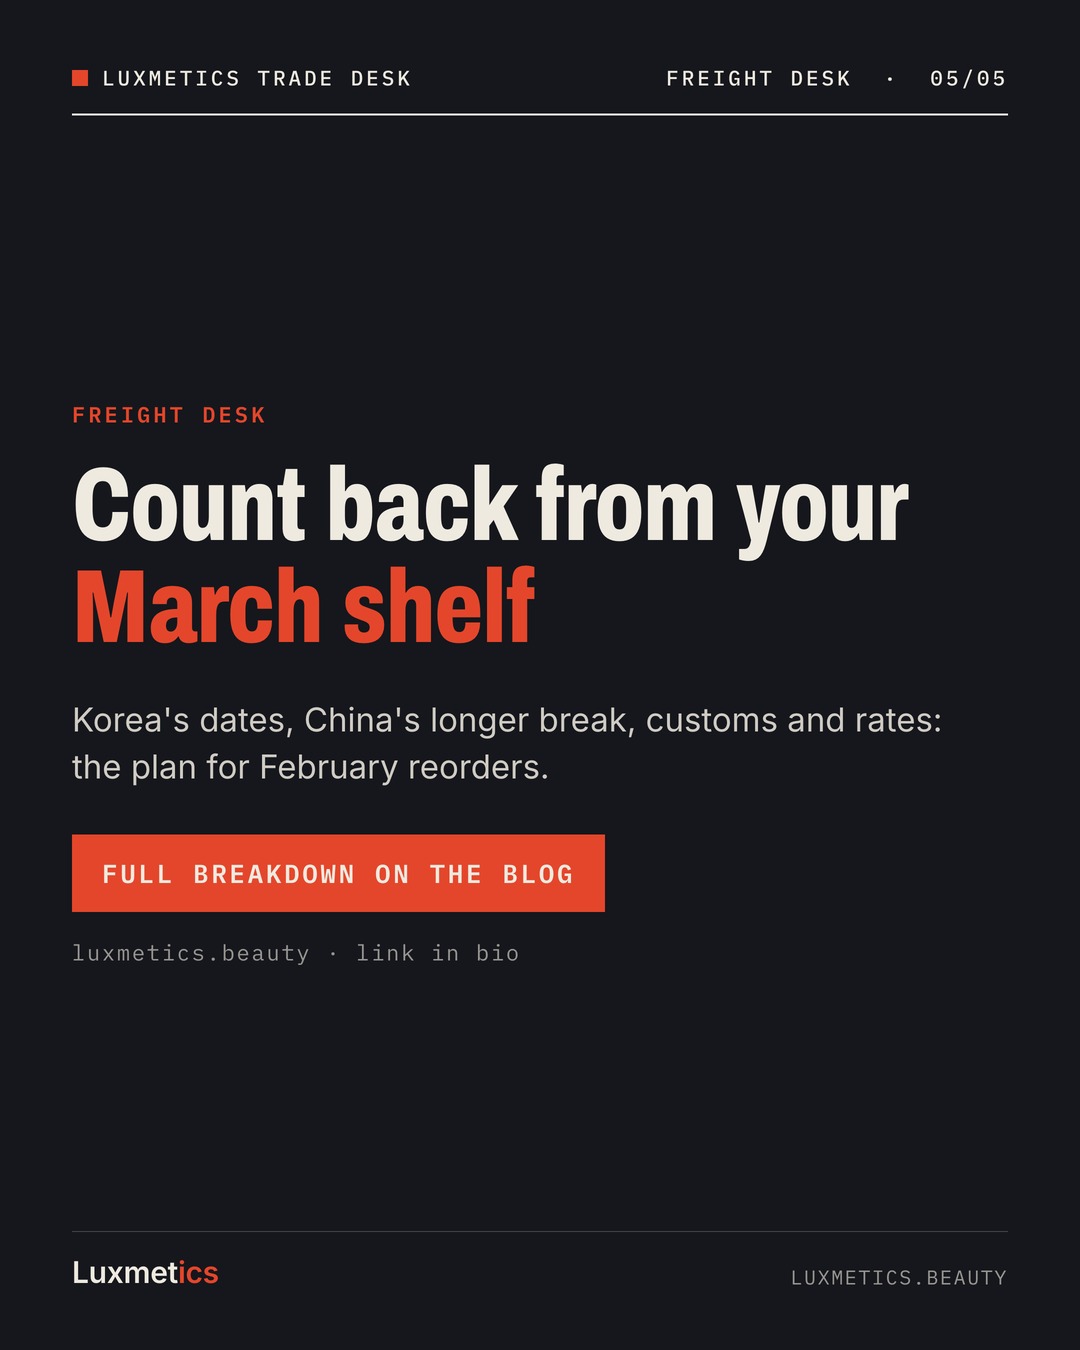 LUXMETICS TRADE DESK
FREIGHT DESK · 05/05
FREIGHT DESK
Count back from your
March shelf
Korea's dates, China's longer break, customs and rates:
the plan for February reorders.
FULL BREAKDOWN ON THE BLOG
luxmetics.beauty · link in bio
Luxmetics
LUXMETICS.BEAUTY